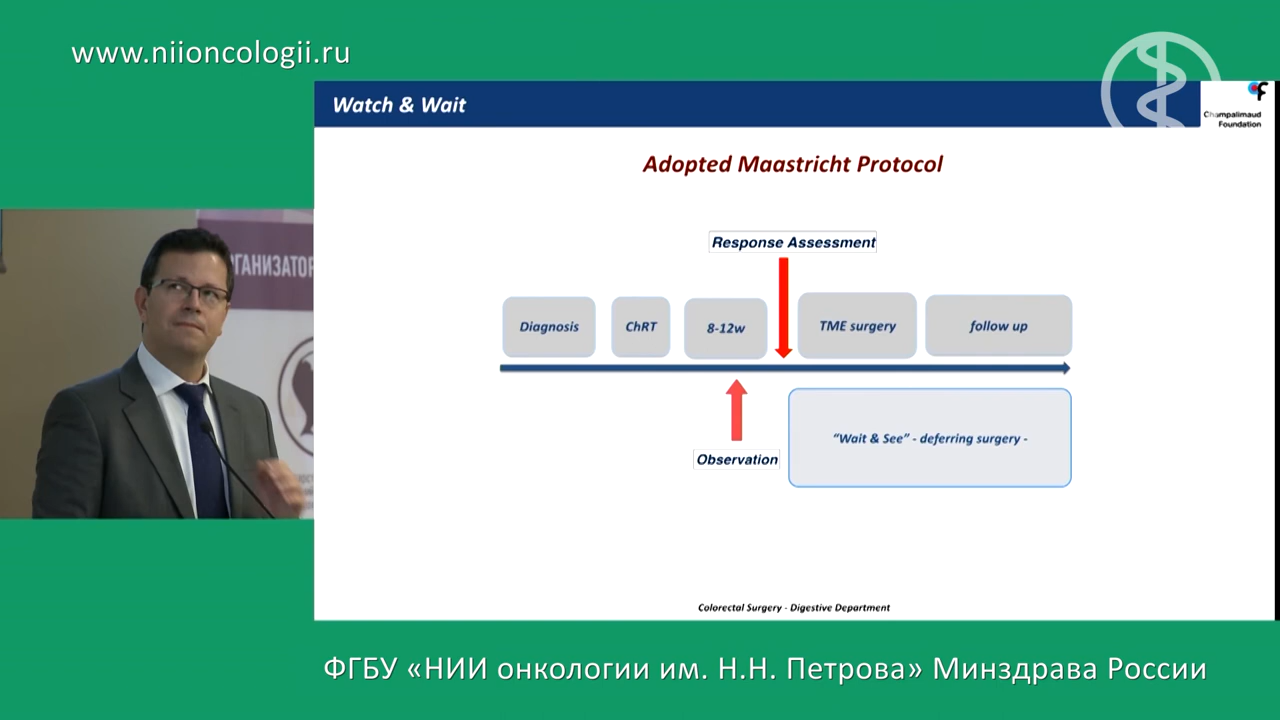 www.niioncologii.ru
Watch & Wait
Champalimaud
Foundation
Adopted Maastricht Protocol
Response Assessment
Diagnosis
ChRT
8-12w
TME surgery
follow up
“Wait & See” - deferring surgery -
Observation
Colorectal Surgery - Digestive Department
ФГБУ «НИИ онкологии им. Н.Н. Петрова» Минздрава России